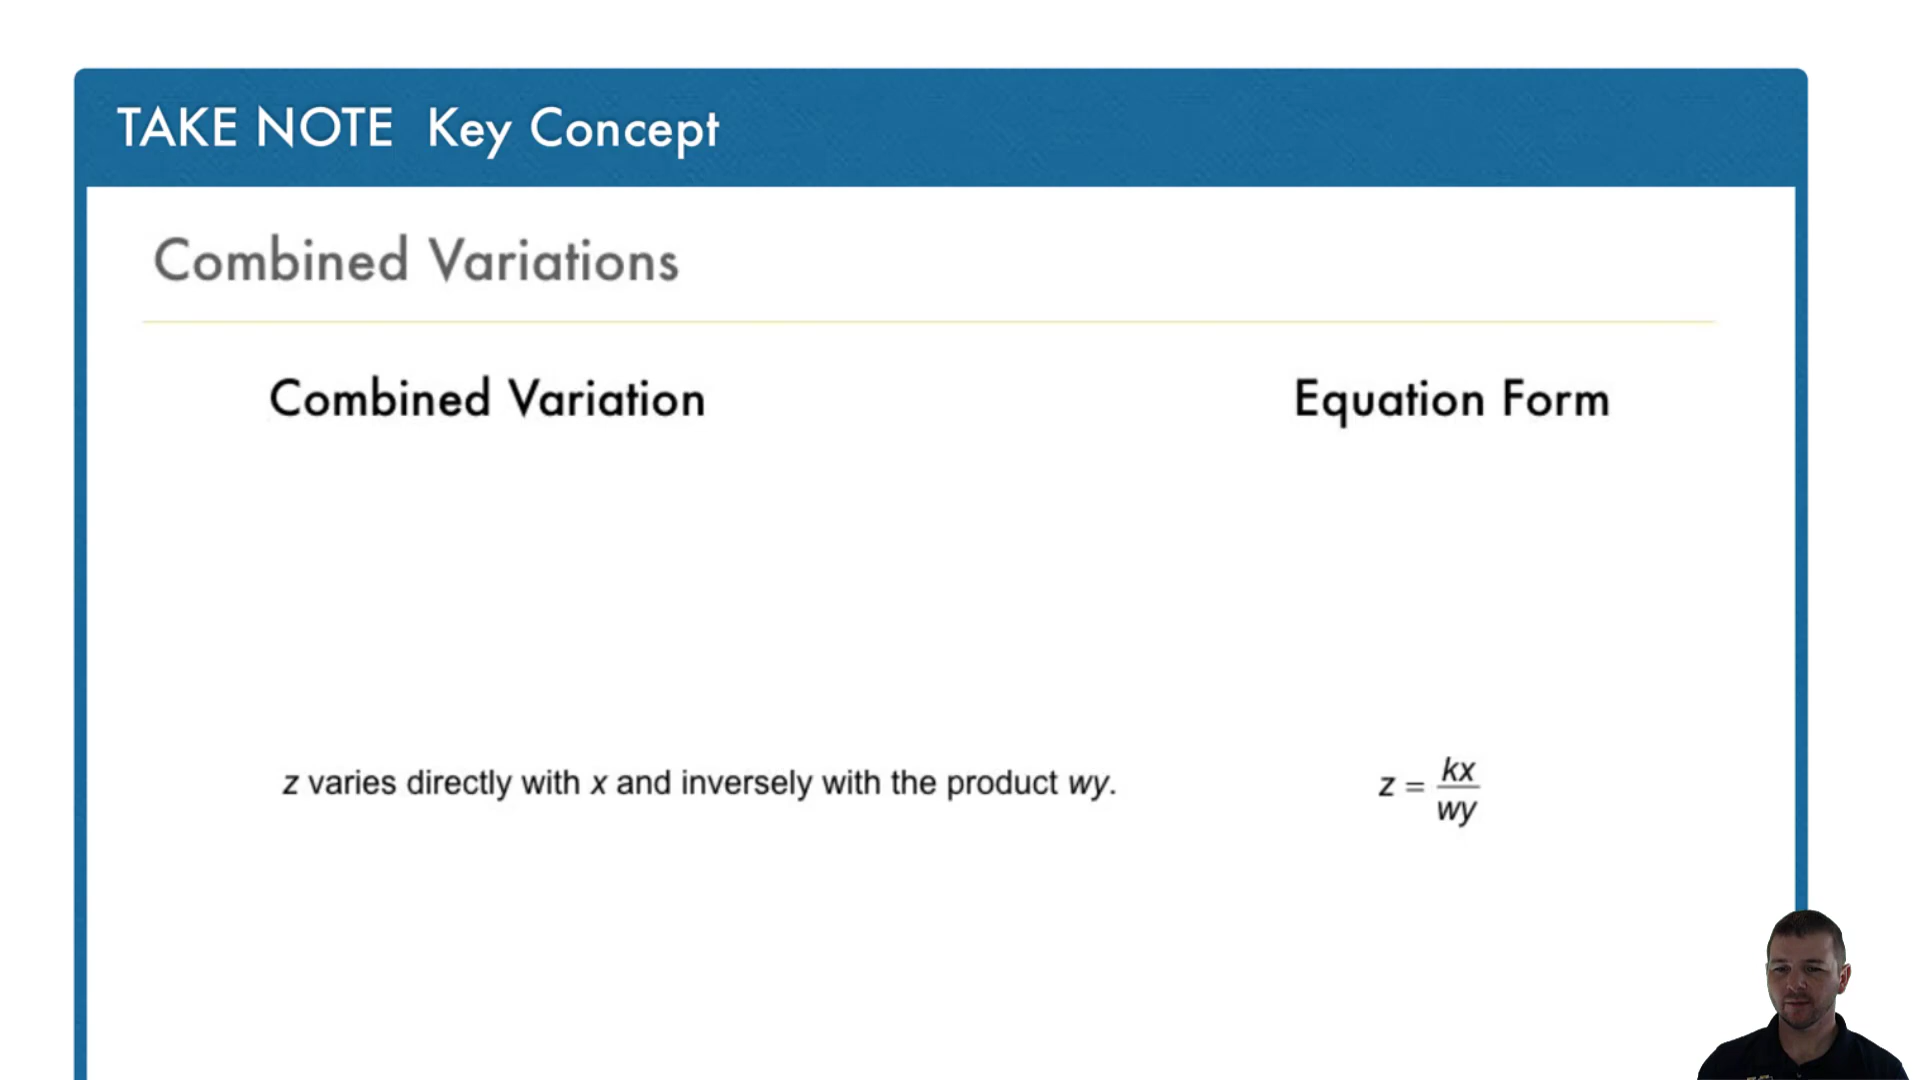 TAKE NOTE Key Concept
Combined Variations
Combined Variation Equation Form
z varies directly with x and inversely with the product wy. z = kx/wy